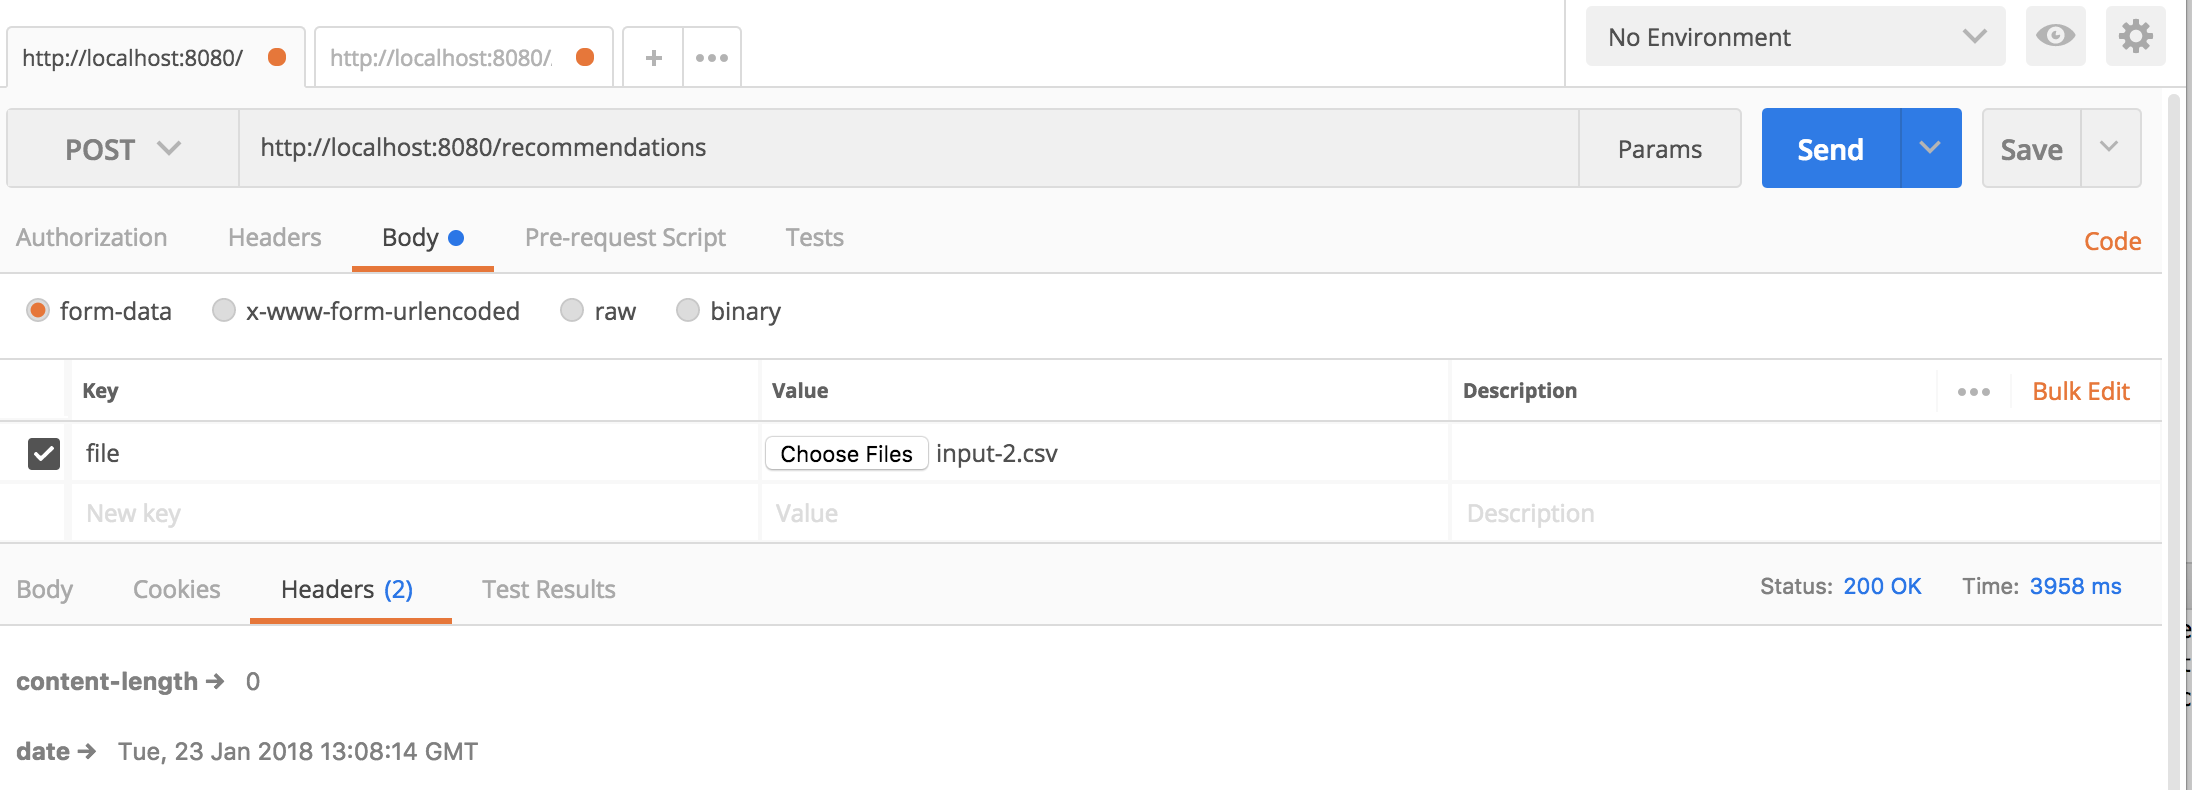 http://localhost:8080/ http://localhost:8080/. + ••• No Environment
POST http://localhost:8080/recommendations Params Send Save
Authorization Headers Body Pre-request Script Tests Code
form-data x-www-form-urlencoded raw binary
Key Value Description ••• Bulk Edit
file Choose Files input-2.csv
New key Value Description
Body Cookies Headers (2) Test Results Status: 200 OK Time: 3958 ms
content-length → 0
date → Tue, 23 Jan 2018 13:08:14 GMT